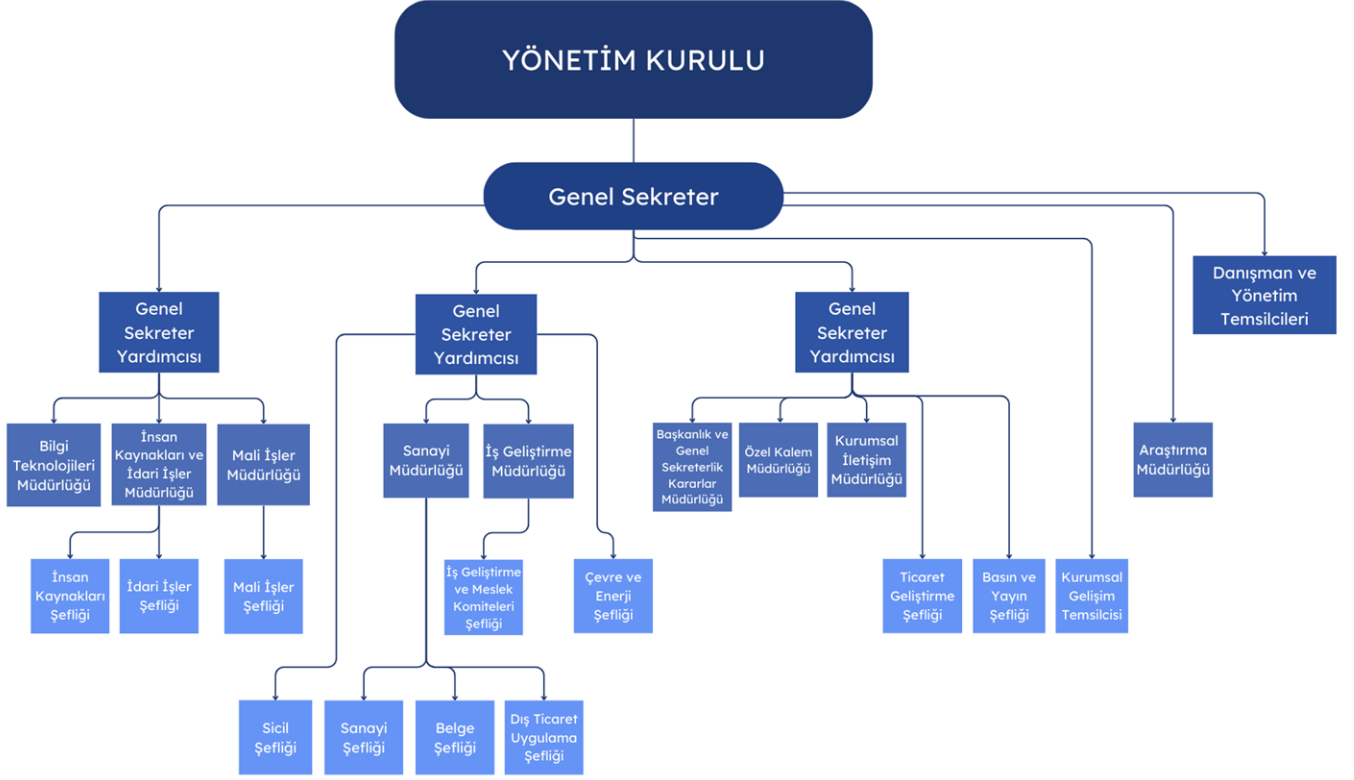 YÖNETİM KURULU
Genel Sekreter
Danışman ve
Yönetim
Temsilcileri
Genel
Sekreter
Yardımcısı
Genel
Sekreter
Yardımcısı
Genel
Sekreter
Yardımcısı
Bilgi
Teknolojileri
Müdürlüğü
İnsan
Kaynakları ve
İdari İşler
Müdürlüğü
Mali İşler
Müdürlüğü
Sanayi
Müdürlüğü
İş Geliştirme
Müdürlüğü
Başkanlık ve
Genel
Sekreterlik
Kararlar
Müdürlüğü
Özel Kalem
Müdürlüğü
Kurumsal
İletişim
Müdürlüğü
Araştırma
Müdürlüğü
İnsan
Kaynakları
Şefliği
İdari İşler
Şefliği
Mali İşler
Şefliği
İş Geliştirme
ve Meslek
Komiteleri
Şefliği
Çevre ve
Enerji
Şefliği
Ticaret
Geliştirme
Şefliği
Basın ve
Yayın
Şefliği
Kurumsal
Gelişim
Temsilcisi
Sicil
Şefliği
Sanayi
Şefliği
Belge
Şefliği
Dış Ticaret
Uygulama
Şefliği